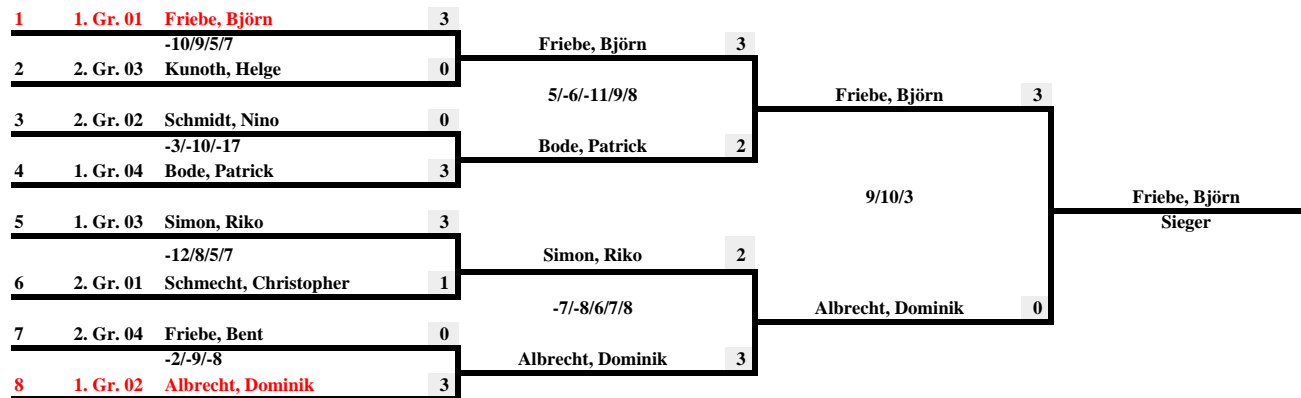 1 1. Gr. 01 Friebe, Björn 3
-10/9/5/7
Friebe, Björn 3
2 2. Gr. 03 Kunoth, Helge 0
5/-6/-11/9/8
Friebe, Björn 3
3 2. Gr. 02 Schmidt, Nino 0
-3/-10/-17
Bode, Patrick 2
4 1. Gr. 04 Bode, Patrick 3
9/10/3
Friebe, Björn
5 1. Gr. 03 Simon, Riko 3
Sieger
-12/8/5/7
Simon, Riko 2
6 2. Gr. 01 Schmecht, Christopher 1
-7/-8/6/7/8
Albrecht, Dominik 0
7 2. Gr. 04 Friebe, Bent 0
-2/-9/-8
Albrecht, Dominik 3
8 1. Gr. 02 Albrecht, Dominik 3